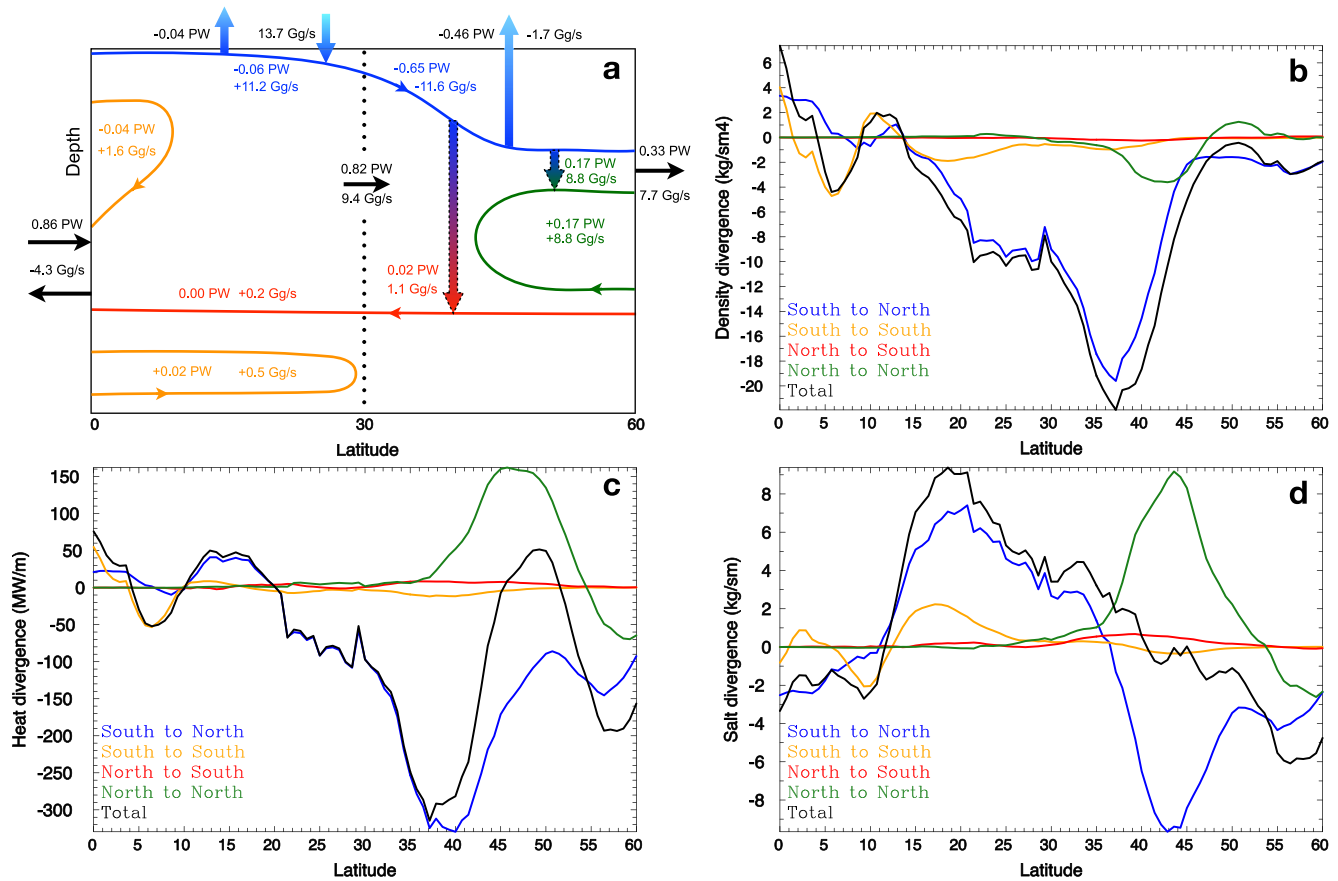 -0.04 PW
13.7 Gg/s
-0.46 PW
-1.7 Gg/s
a
-0.06 PW
+11.2 Gg/s
-0.65 PW
-11.6 Gg/s
-0.04 PW
+1.6 Gg/s
Depth
0.82 PW
9.4 Gg/s
0.17 PW
8.8 Gg/s
0.33 PW
7.7 Gg/s
0.86 PW
-4.3 Gg/s
+0.17 PW
+8.8 Gg/s
0.00 PW +0.2 Gg/s
0.02 PW
1.1 Gg/s
+0.02 PW +0.5 Gg/s
0 30 60
Latitude
b
Density divergence (kg/sm4)
6
4
2
0
-2
-4
-6
-8
-10
-12
-14
-16
-18
-20
South to North
South to South
North to South
North to North
Total
0 5 10 15 20 25 30 35 40 45 50 55 60
Latitude
c
Heat divergence (MW/m)
150
100
50
0
-50
-100
-150
-200
-250
-300
South to North
South to South
North to South
North to North
Total
0 5 10 15 20 25 30 35 40 45 50 55 60
Latitude
d
Salt divergence (kg/sm)
8
6
4
2
0
-2
-4
-6
-8
South to North
South to South
North to South
North to North
Total
0 5 10 15 20 25 30 35 40 45 50 55 60
Latitude